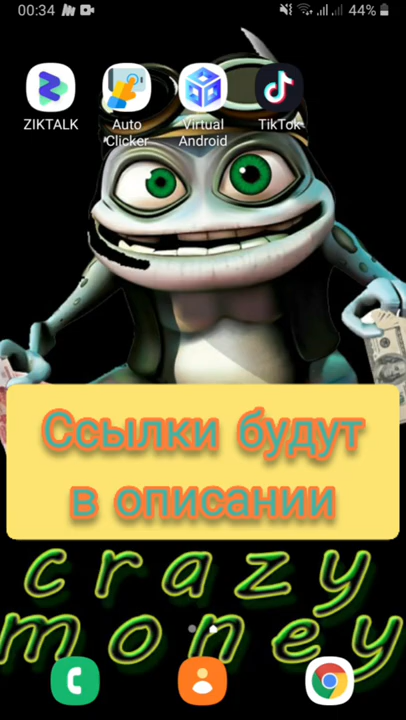 00:34 44%
ZIKTALK Auto Clicker Virtual Android TikTok
Ссылки будут
в описании
crazy
money